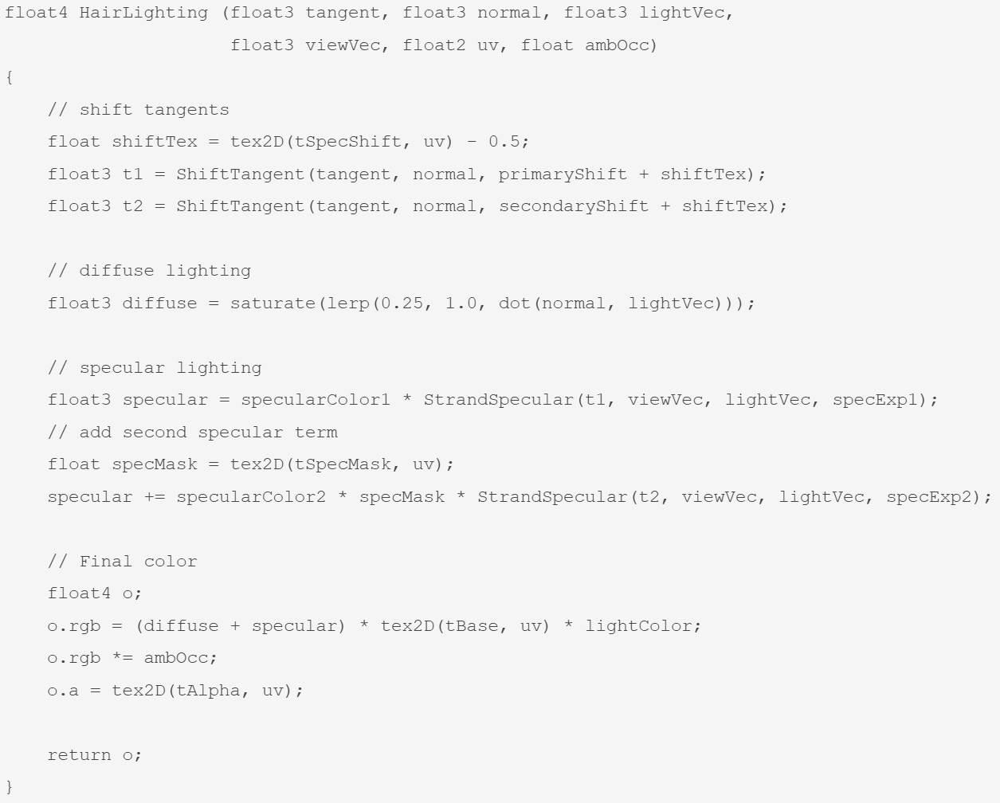 float4 HairLighting (float3 tangent, float3 normal, float3 lightVec,
                     float3 viewVec, float2 uv, float ambOcc)
{
    // shift tangents
    float shiftTex = tex2D(tSpecShift, uv) – 0.5;
    float3 t1 = ShiftTangent(tangent, normal, primaryShift + shiftTex);
    float3 t2 = ShiftTangent(tangent, normal, secondaryShift + shiftTex);

    // diffuse lighting
    float3 diffuse = saturate(lerp(0.25, 1.0, dot(normal, lightVec)));

    // specular lighting
    float3 specular = specularColor1 * StrandSpecular(t1, viewVec, lightVec, specExp1);
    // add second specular term
    float specMask = tex2D(tSpecMask, uv);
    specular += specularColor2 * specMask * StrandSpecular(t2, viewVec, lightVec, specExp2);

    // Final color
    float4 o;
    o.rgb = (diffuse + specular) * tex2D(tBase, uv) * lightColor;
    o.rgb *= ambOcc;
    o.a = tex2D(tAlpha, uv);

    return o;
}